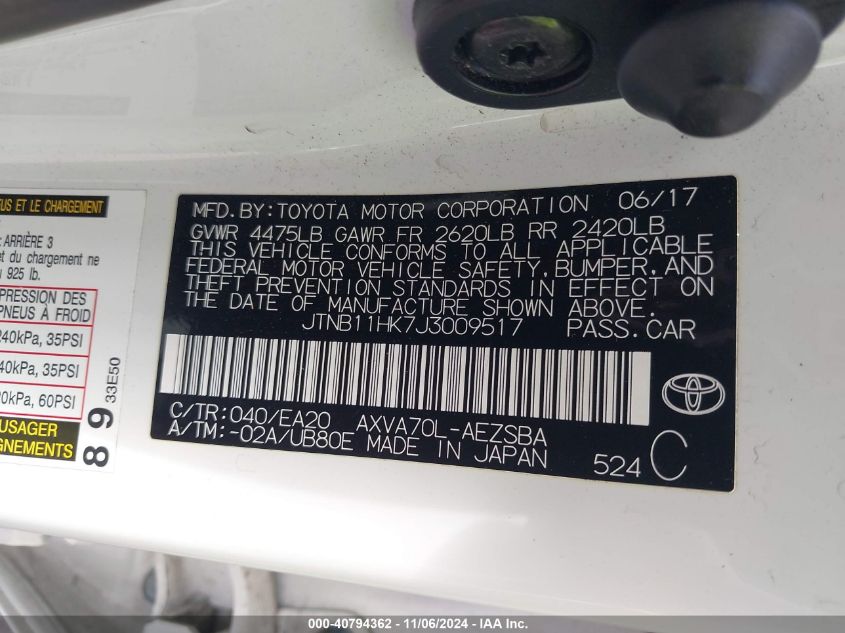 TUS ET LE CHARGEMENT
ARRIÈRE 3
et du chargement ne
925 lb.
PRESSION DES
PNEUS À FROID
240kPa, 35PSI
40kPa, 35PSI
0kPa, 60PSI
USAGER
GNEMENTS
89
33E50
MFD.BY:TOYOTA MOTOR CORPORATION 06/17
GVWR 4475LB GAWR FR 2620LB RR 2420LB
THIS VEHICLE CONFORMS TO ALL APPLICABLE
FEDERAL MOTOR VEHICLE SAFETY,BUMPER,AND
THEFT PREVENTION STANDARDS IN EFFECT ON
THE DATE OF MANUFACTURE SHOWN ABOVE.
JTNB11HK7J3009517 PASS.CAR
C/TR:040/EA20 AXVA70L-AEZSBA
A/TM:-02A/UB80E MADE IN JAPAN
524 C
000-40794362 - 11/06/2024 - IAA Inc.